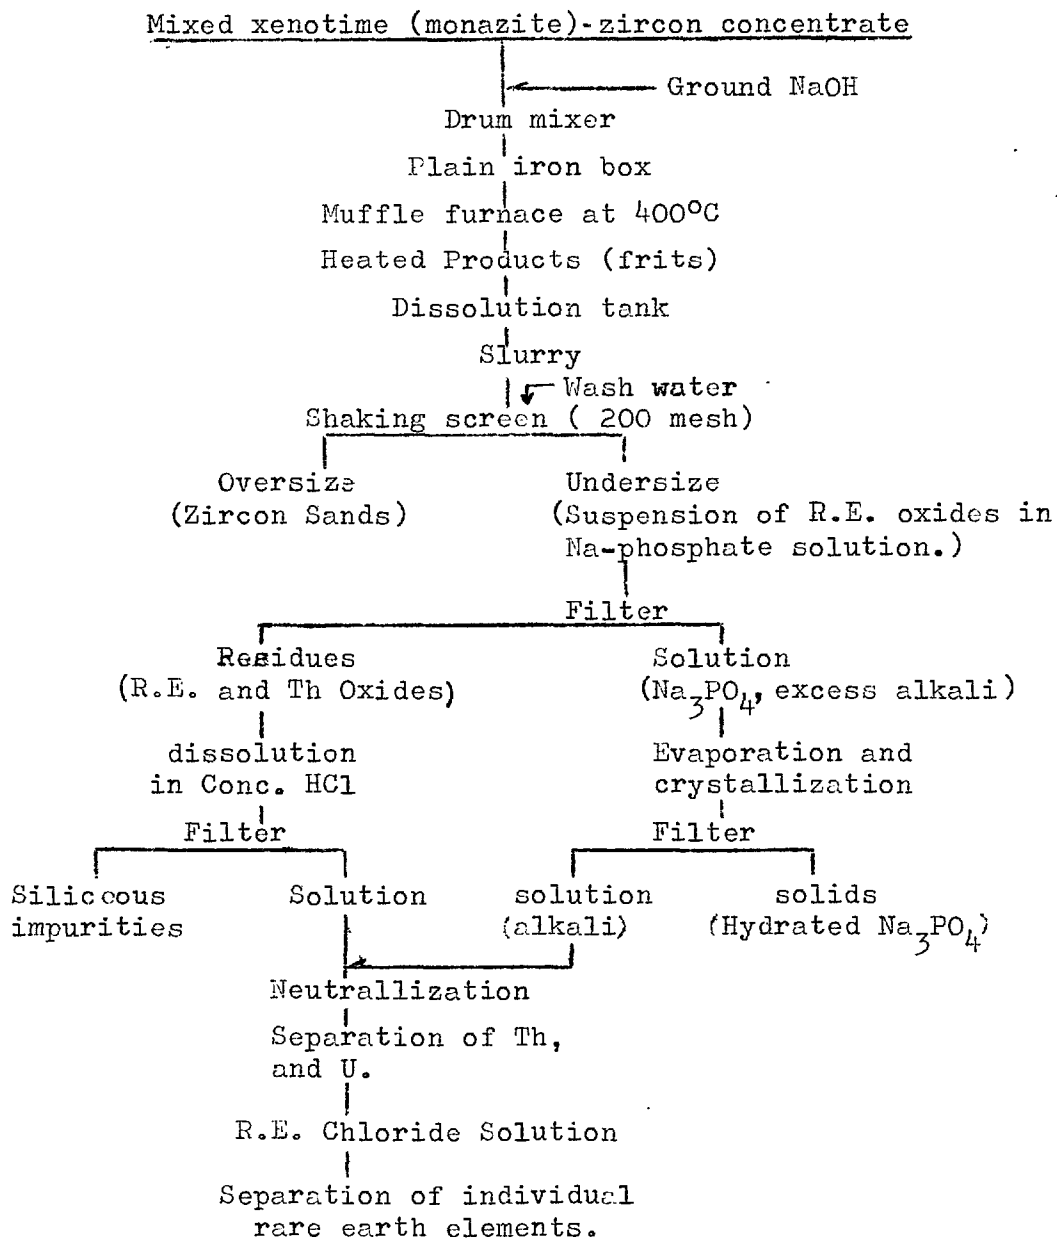 Mixed xenotime (monazite)-zircon concentrate
Ground NaOH
Drum mixer
Plain iron box
Muffle furnace at 400°C
Heated Products (frits)
Dissolution tank
Slurry
Wash water
Shaking screen ( 200 mesh)
Oversize
(Zircon Sands)
Undersize
(Suspension of R.E. oxides in
Na-phosphate solution.)
Filter
Residues
(R.E. and Th Oxides)
Solution
(Na₃PO₄, excess alkali)
dissolution
in Conc. HCl
Evaporation and
crystallization
Filter
Filter
Siliceous
impurities
Solution
solution
(alkali)
solids
(Hydrated Na₃PO₄)
Neutrallization
Separation of Th,
and U.
R.E. Chloride Solution
Separation of individual
rare earth elements.